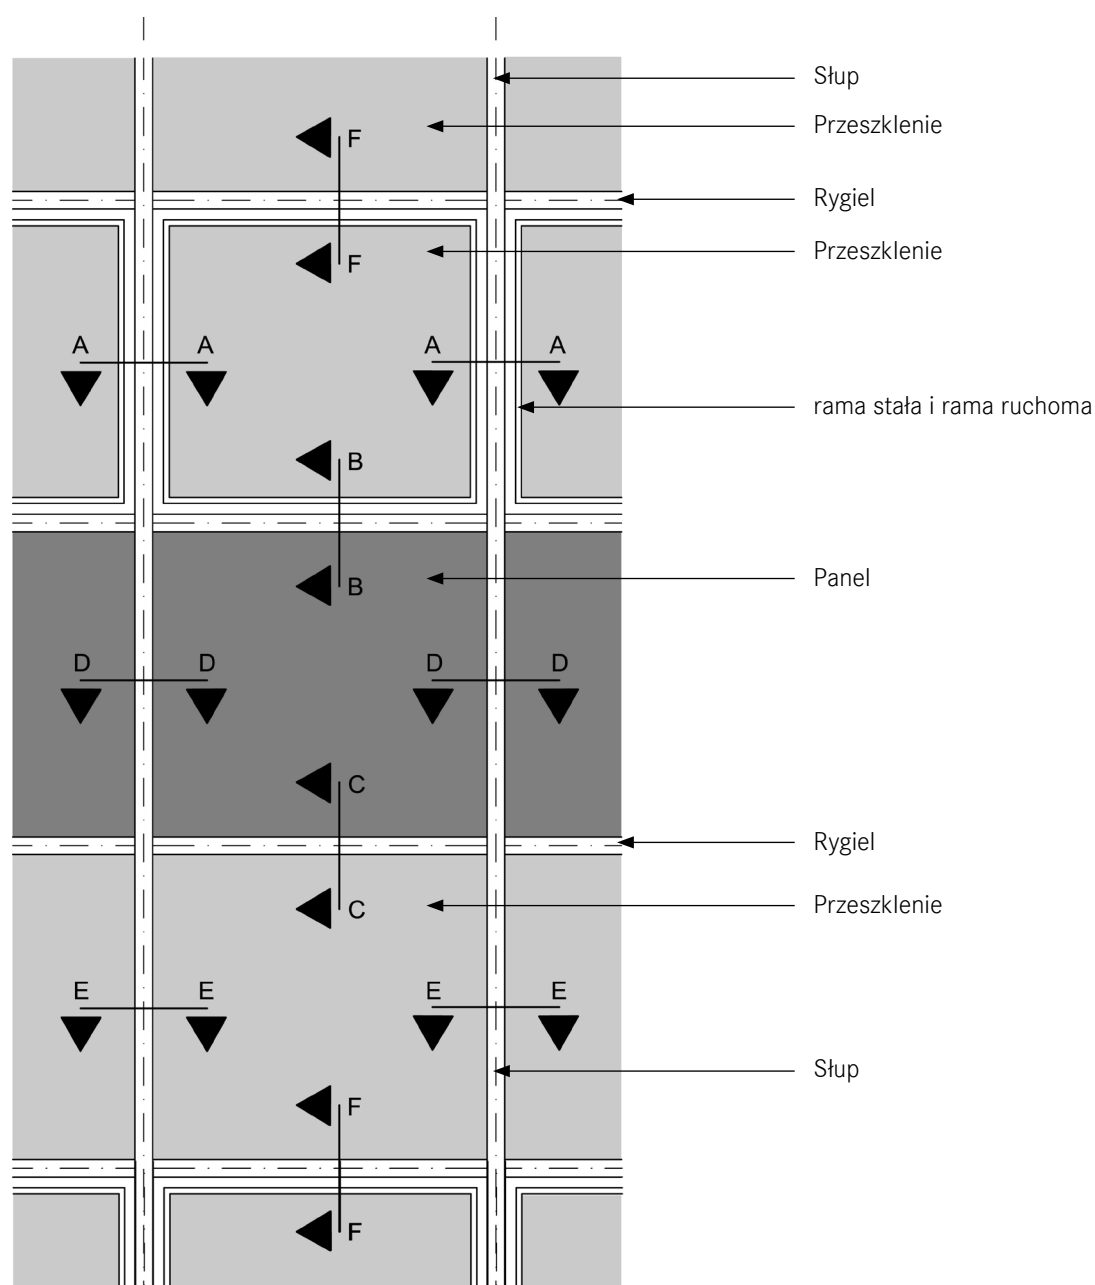 Słup
Przeszklenie
F
Rygiel
Przeszklenie
F
A A A A
rama stała i rama ruchoma
B
Panel
B
D D D D
C
Rygiel
Przeszklenie
C
E E E E
Słup
F
F